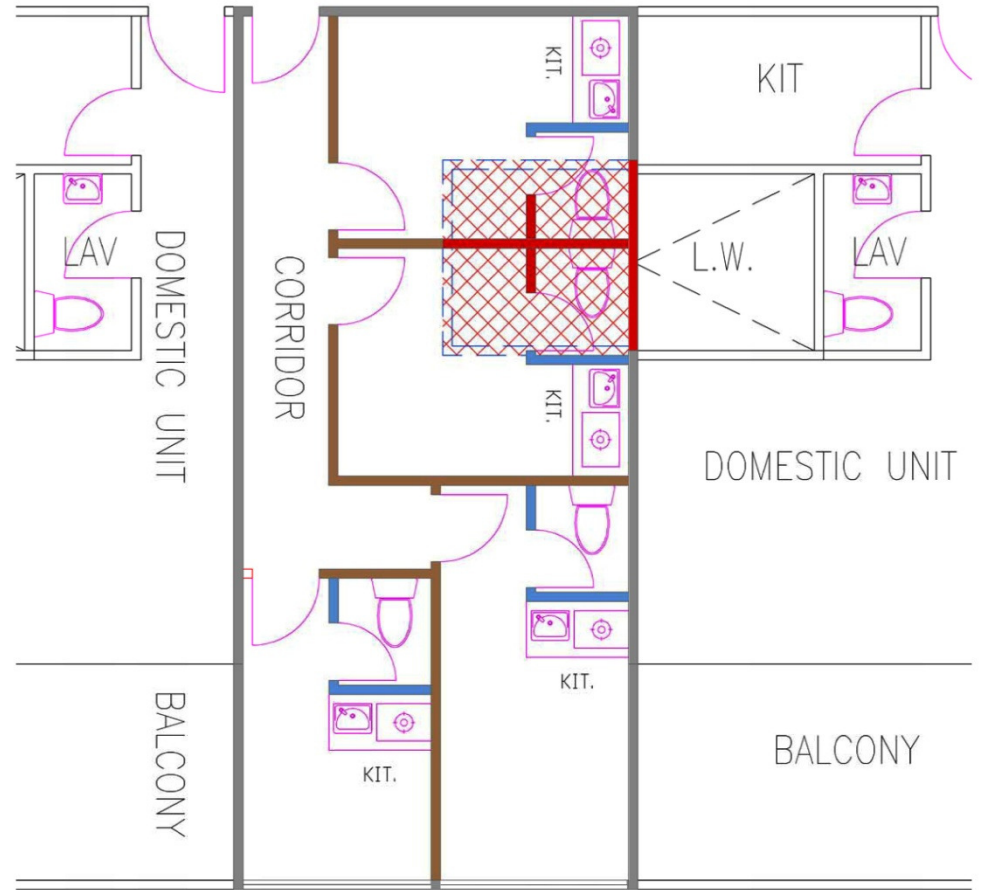 KIT.
KIT
LAV
DOMESTIC UNIT
CORRIDOR
L.W.
LAV
KIT.
DOMESTIC UNIT
KIT.
BALCONY
BALCONY
KIT.